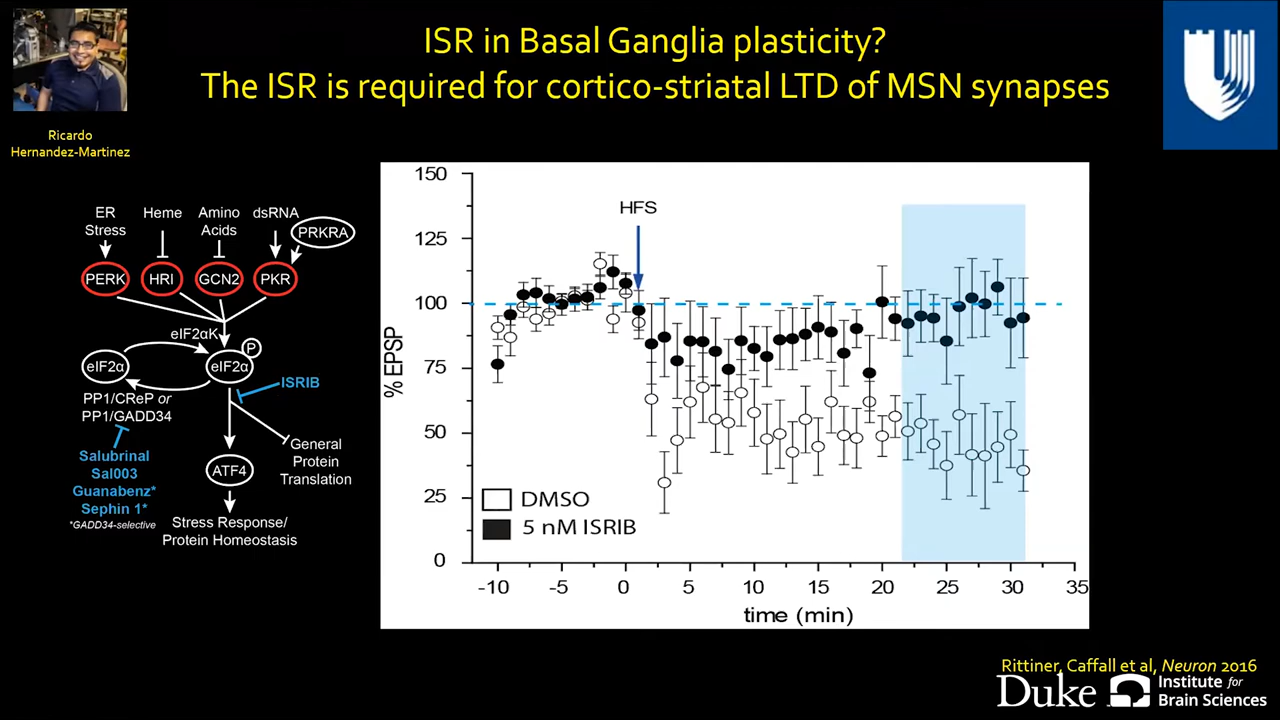 ISR in Basal Ganglia plasticity?
The ISR is required for cortico-striatal LTD of MSN synapses
Ricardo
Hernandez-Martinez
ER
Stress
Heme
Amino
Acids
dsRNA
PRKRA
PERK
HRI
GCN2
PKR
eIF2αK
P
eIF2α
eIF2α
ISRIB
PP1/CReP or
PP1/GADD34
Salubrinal
Sal003
Guanabenz*
Sephin 1*
*GADD34-selective
General
Protein
Translation
ATF4
Stress Response/
Protein Homeostasis
% EPSP
150
125
100
75
50
25
0
HFS
DMSO
5 nM ISRIB
-10 -5 0 5 10 15 20 25 30 35
time (min)
Rittiner, Caffall et al, Neuron 2016
Duke
Institute for
Brain Sciences